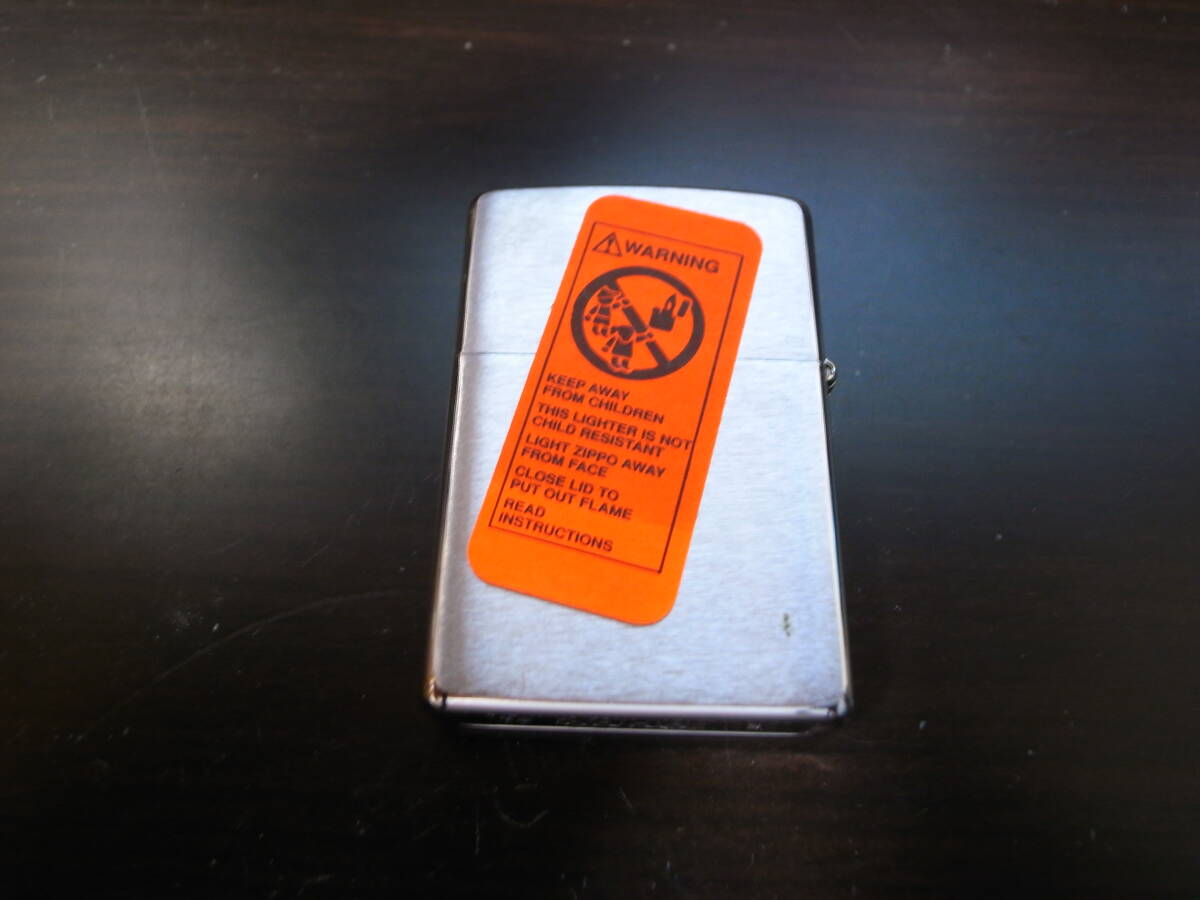 WARNING
KEEP AWAY
FROM CHILDREN
THIS LIGHTER IS NOT
CHILD RESISTANT
LIGHT ZIPPO AWAY
FROM FACE
CLOSE LID TO
PUT OUT FLAME
READ
INSTRUCTIONS